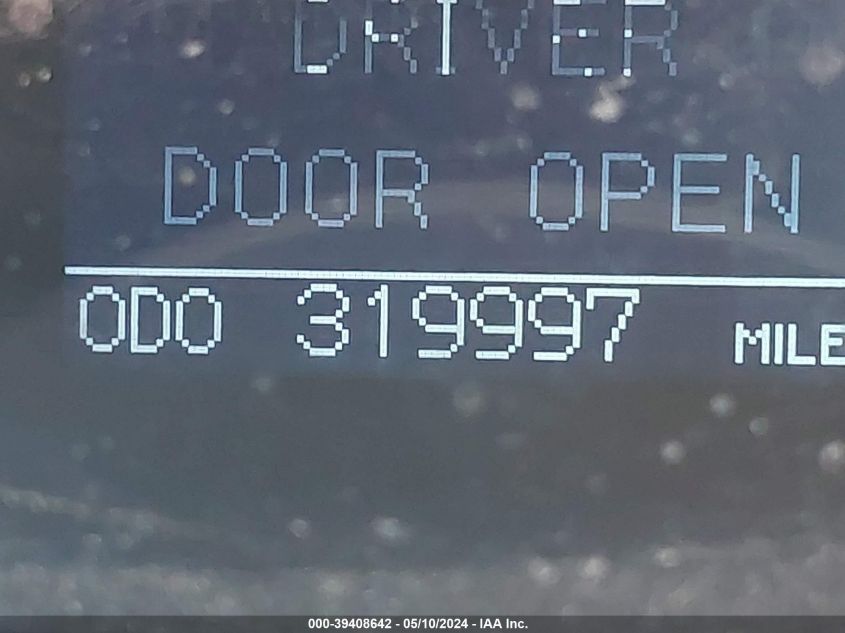 DRIVER
DOOR OPEN
ODO 319997 MILE
000-39408642 - 05/10/2024 - IAA Inc.